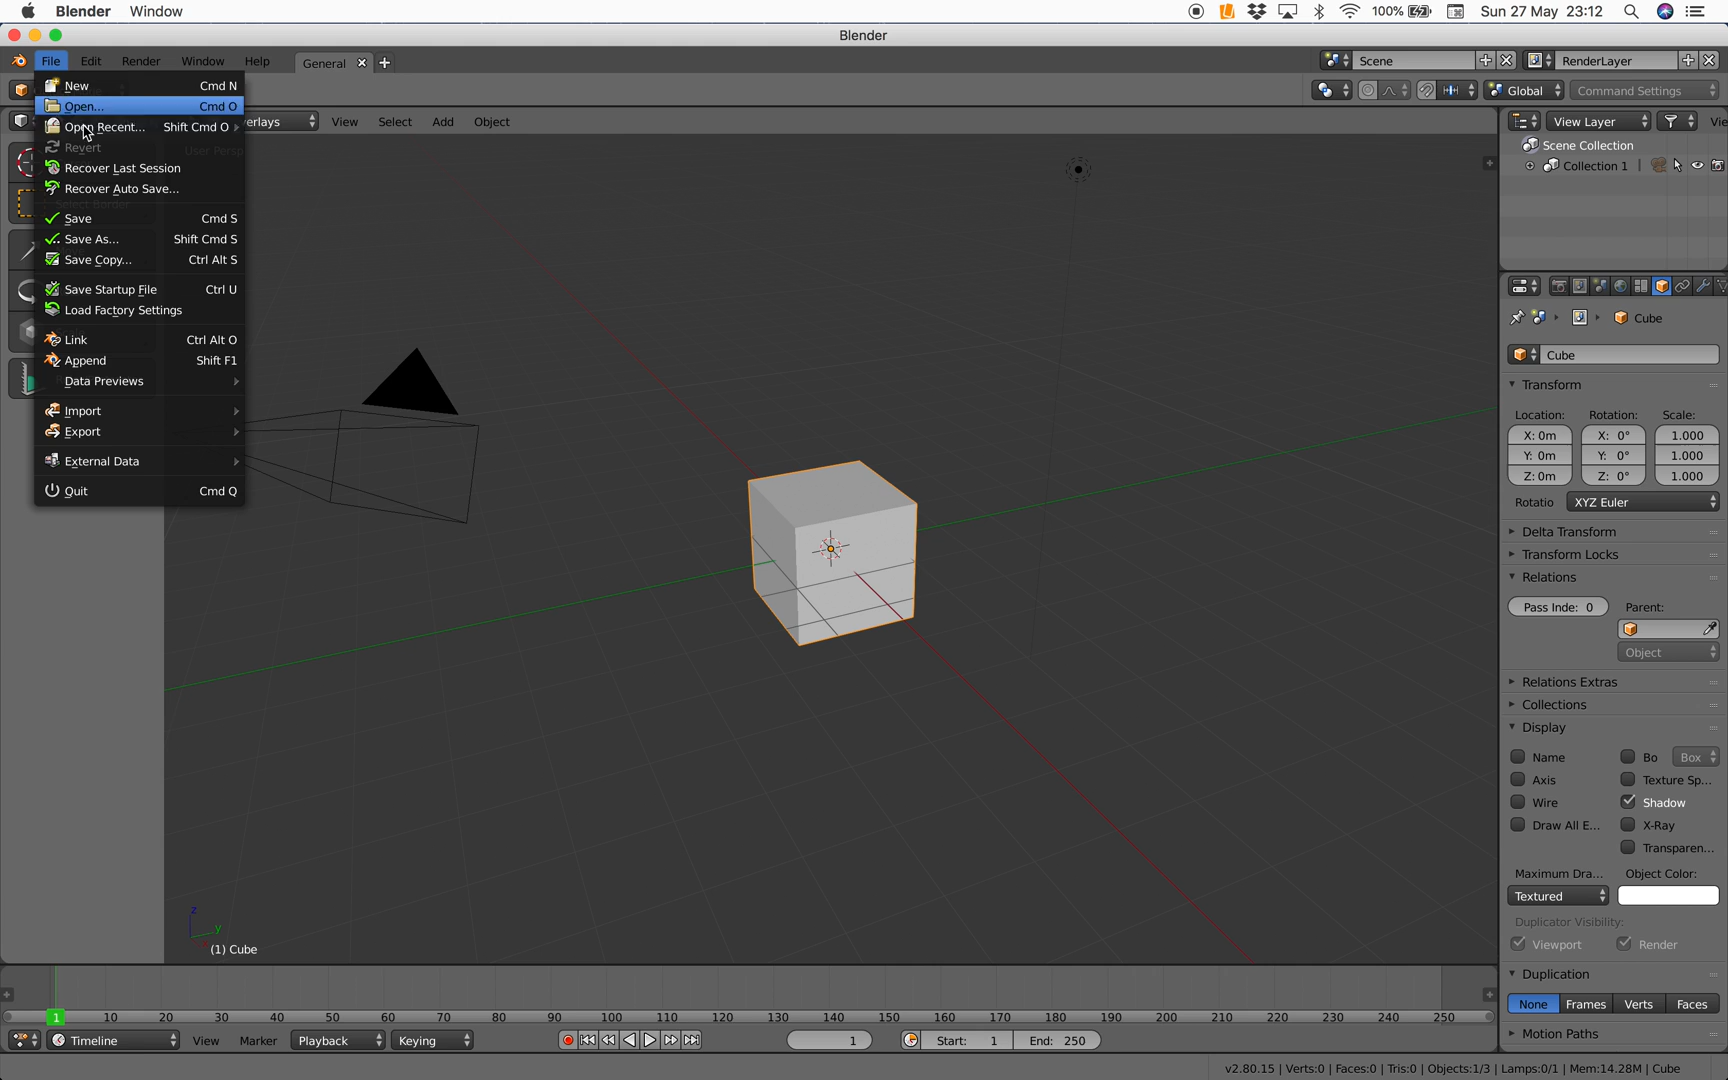 Blender Window 100% Sun 27 May 23:12
Blender
File Edit Render Window Help General Scene RenderLayer
Global Command Settings
New Cmd N
Open... Cmd O
Open Recent... Shift Cmd O
Revert
Recover Last Session
Recover Auto Save...
Save Cmd S
Save As... Shift Cmd S
Save Copy... Ctrl Alt S
Save Startup File Ctrl U
Load Factory Settings
Link Ctrl Alt O
Append Shift F1
Data Previews
Import
Export
External Data
Quit Cmd Q
erlays View Select Add Object
User Persp
Select Border
View Layer Vie
Scene Collection
Collection 1
Cube
Cube
Transform
Location: Rotation: Scale:
X: 0m X: 0° 1.000
Y: 0m Y: 0° 1.000
Z: 0m Z: 0° 1.000
Rotatio XYZ Euler
Delta Transform
Transform Locks
Relations
Pass Inde: 0 Parent:
Object
Relations Extras
Collections
Display
Name Bo Box
Axis Texture Sp...
Wire Shadow
Draw All E... X-Ray
Transparen...
Maximum Dra... Object Color:
Textured
Duplicator Visibility:
Viewport Render
Duplication
None Frames Verts Faces
Motion Paths
z
y
(1) Cube
1 10 20 30 40 50 60 70 80 90 100 110 120 130 140 150 160 170 180 190 200 210 220 230 240 250
Timeline View Marker Playback Keying 1 Start: 1 End: 250
v2.80.15 | Verts:0 | Faces:0 | Tris:0 | Objects:1/3 | Lamps:0/1 | Mem:14.28M | Cube